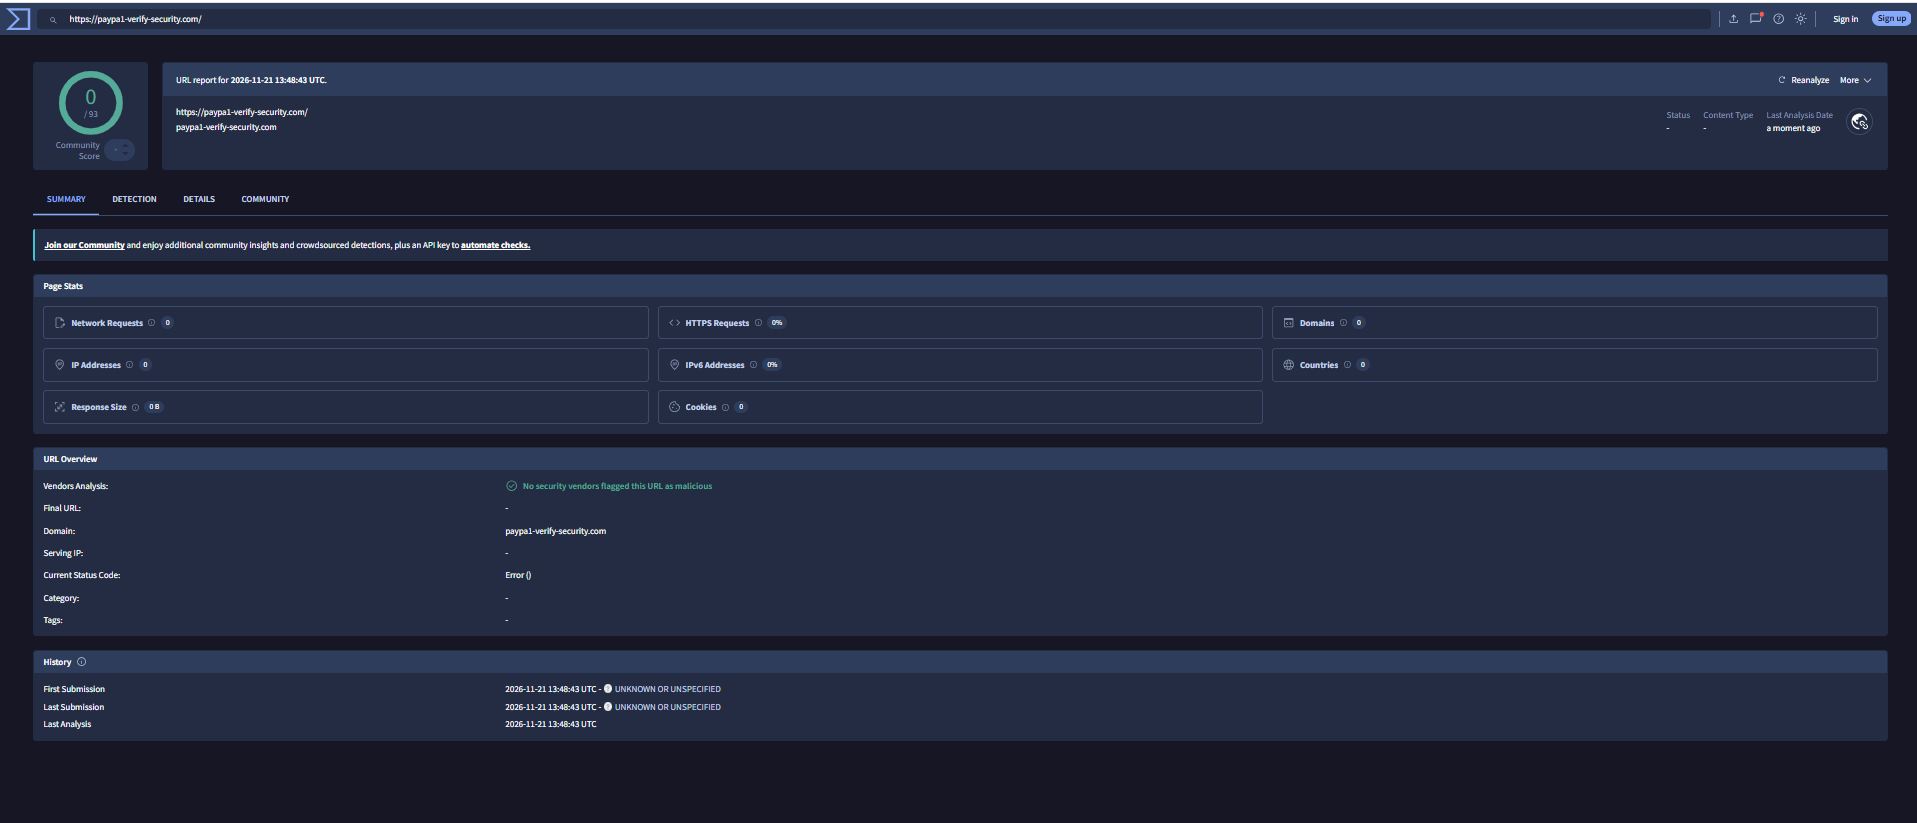 https://paypa1-verify-security.com/
Sign in
Sign up
0
/ 93
Community
Score
-
URL report for 2026-11-21 13:48:43 UTC.
Reanalyze
More
https://paypa1-verify-security.com/
paypa1-verify-security.com
Status
-
Content Type
-
Last Analysis Date
a moment ago
SUMMARY
DETECTION
DETAILS
COMMUNITY
Join our Community and enjoy additional community insights and crowdsourced detections, plus an API key to automate checks.
Page Stats
Network Requests 0
HTTPS Requests 0%
Domains 0
IP Addresses 0
IPv6 Addresses 0%
Countries 0
Response Size 0 B
Cookies 0
URL Overview
Vendors Analysis: No security vendors flagged this URL as malicious
Final URL: -
Domain: paypa1-verify-security.com
Serving IP: -
Current Status Code: Error ()
Category: -
Tags: -
History
First Submission 2026-11-21 13:48:43 UTC - UNKNOWN OR UNSPECIFIED
Last Submission 2026-11-21 13:48:43 UTC - UNKNOWN OR UNSPECIFIED
Last Analysis 2026-11-21 13:48:43 UTC